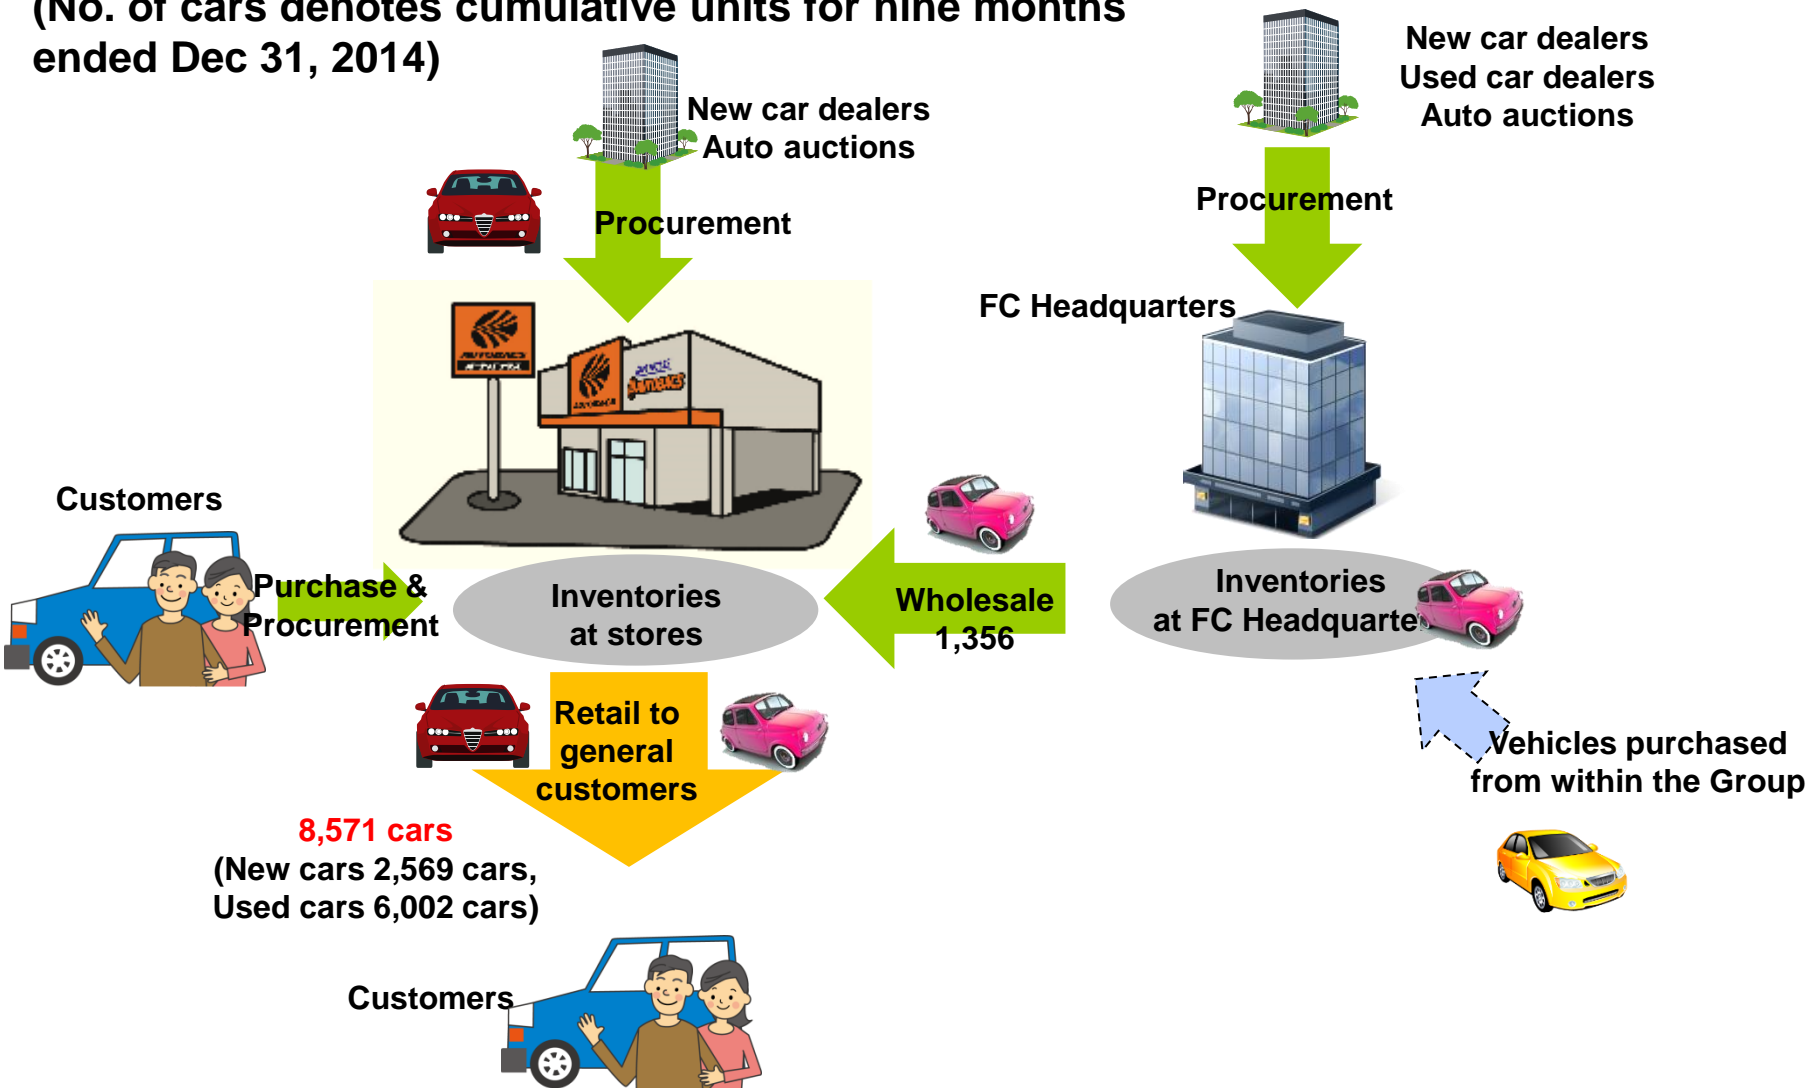 (No. of cars denotes cumulative units for nine months
ended Dec 31, 2014)
New car dealers
Auto auctions
New car dealers
Used car dealers
Auto auctions
Procurement
Procurement
FC Headquarters
AUTOBACS
Customers
Purchase &
Procurement
Inventories
at stores
Wholesale
1,356
Inventories
at FC Headquarte
Retail to
general
customers
Vehicles purchased
from within the Group
8,571 cars
(New cars 2,569 cars,
Used cars 6,002 cars)
Customers